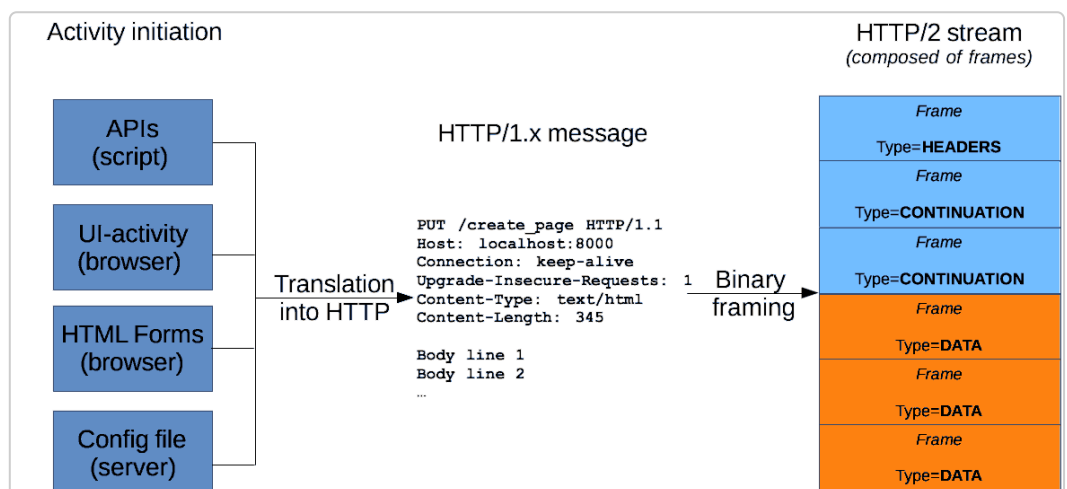 Activity initiation
APIs
(script)
UI-activity
(browser)
HTML Forms
(browser)
Config file
(server)
Translation
into HTTP
HTTP/1.x message
PUT /create_page HTTP/1.1
Host: localhost:8000
Connection: keep-alive
Upgrade-Insecure-Requests: 1
Content-Type: text/html
Content-Length: 345
Body line 1
Body line 2
…
Binary
framing
HTTP/2 stream
(composed of frames)
Frame
Type=HEADERS
Frame
Type=CONTINUATION
Frame
Type=CONTINUATION
Frame
Type=DATA
Frame
Type=DATA
Frame
Type=DATA